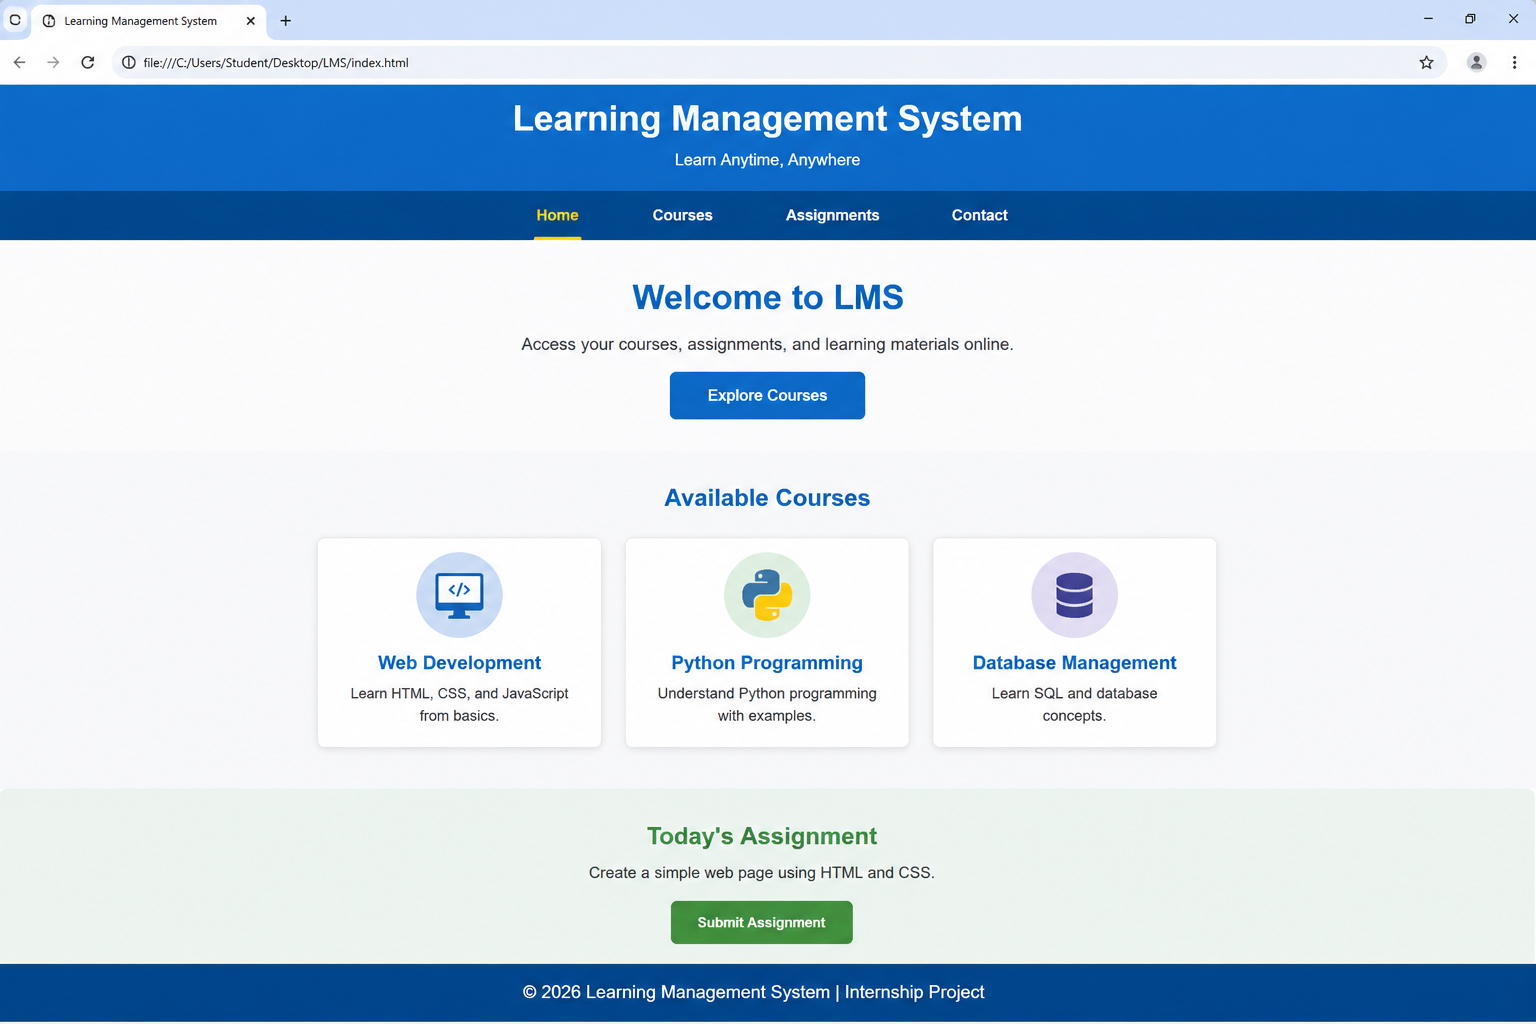 Learning Management System
file:///C:/Users/Student/Desktop/LMS/index.html
Learning Management System
Learn Anytime, Anywhere
Home Courses Assignments Contact
Welcome to LMS
Access your courses, assignments, and learning materials online.
Explore Courses
Available Courses
</>
Web Development
Learn HTML, CSS, and JavaScript
from basics.
Python Programming
Understand Python programming
with examples.
Database Management
Learn SQL and database
concepts.
Today's Assignment
Create a simple web page using HTML and CSS.
Submit Assignment
© 2026 Learning Management System | Internship Project